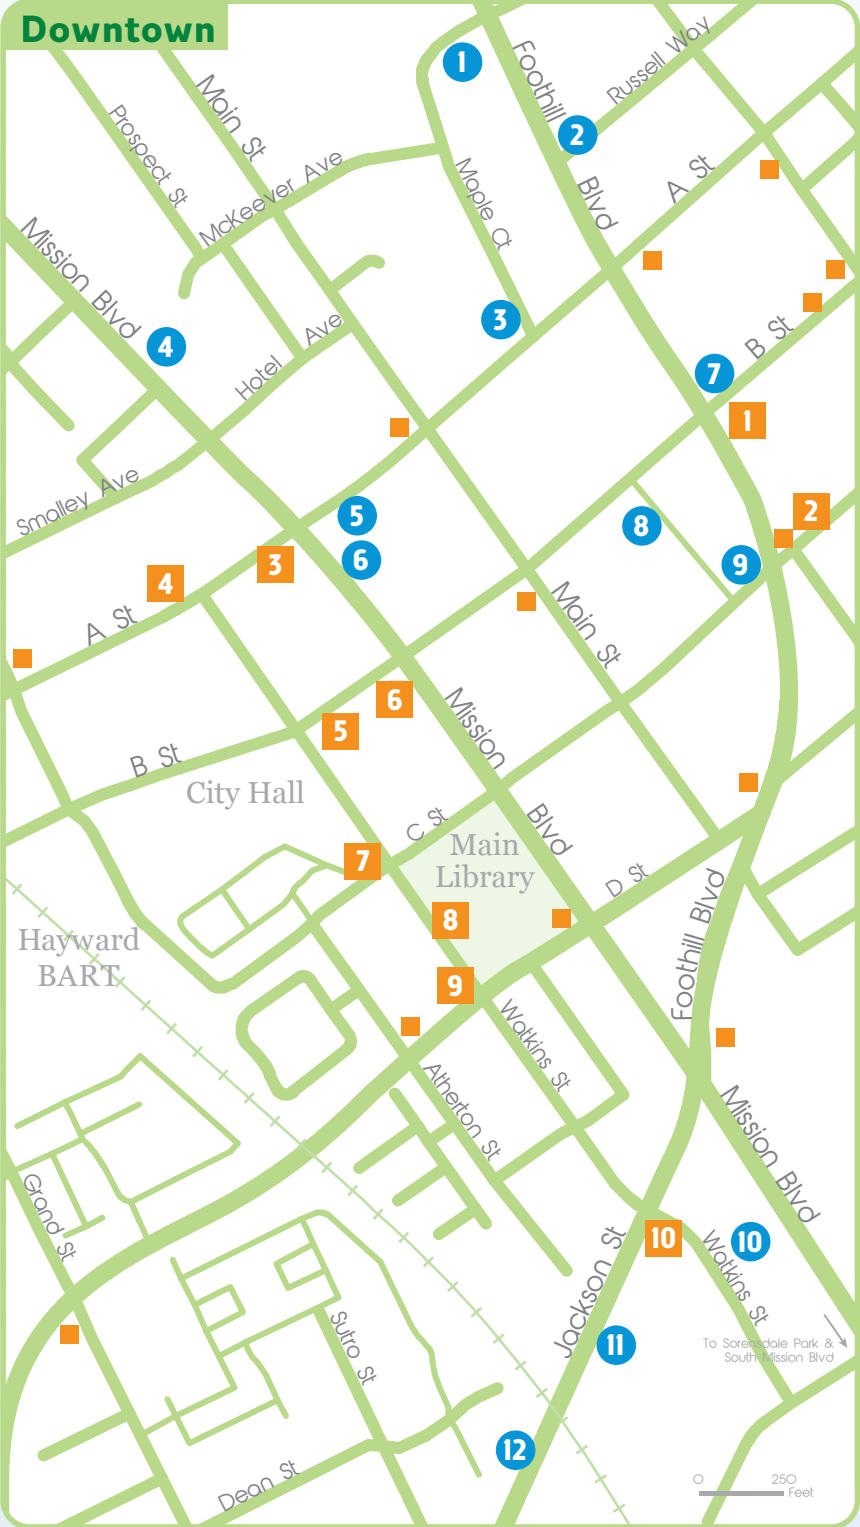 Downtown
Main St
Prospect St
McKeever Ave
Foothill
Blvd
Russell Way
Maple Ct
A St
B St
Mission Blvd
Hotel Ave
Smalley Ave
1
2
3
4
7
1
5
6
8
9
2
3
4
A St
Main St
6
5
B St
City Hall
Mission
Blvd
C St
7
Main
Library
8
D St
9
Hayward
BART
Foothill Blvd
Watkins St
Atherton St
Mission Blvd
Grand St
Jackson St
10
10
Watkins St
11
Sutro St
To Sorensdale Park &
South Mission Blvd
12
Dean St
0 250
Feet